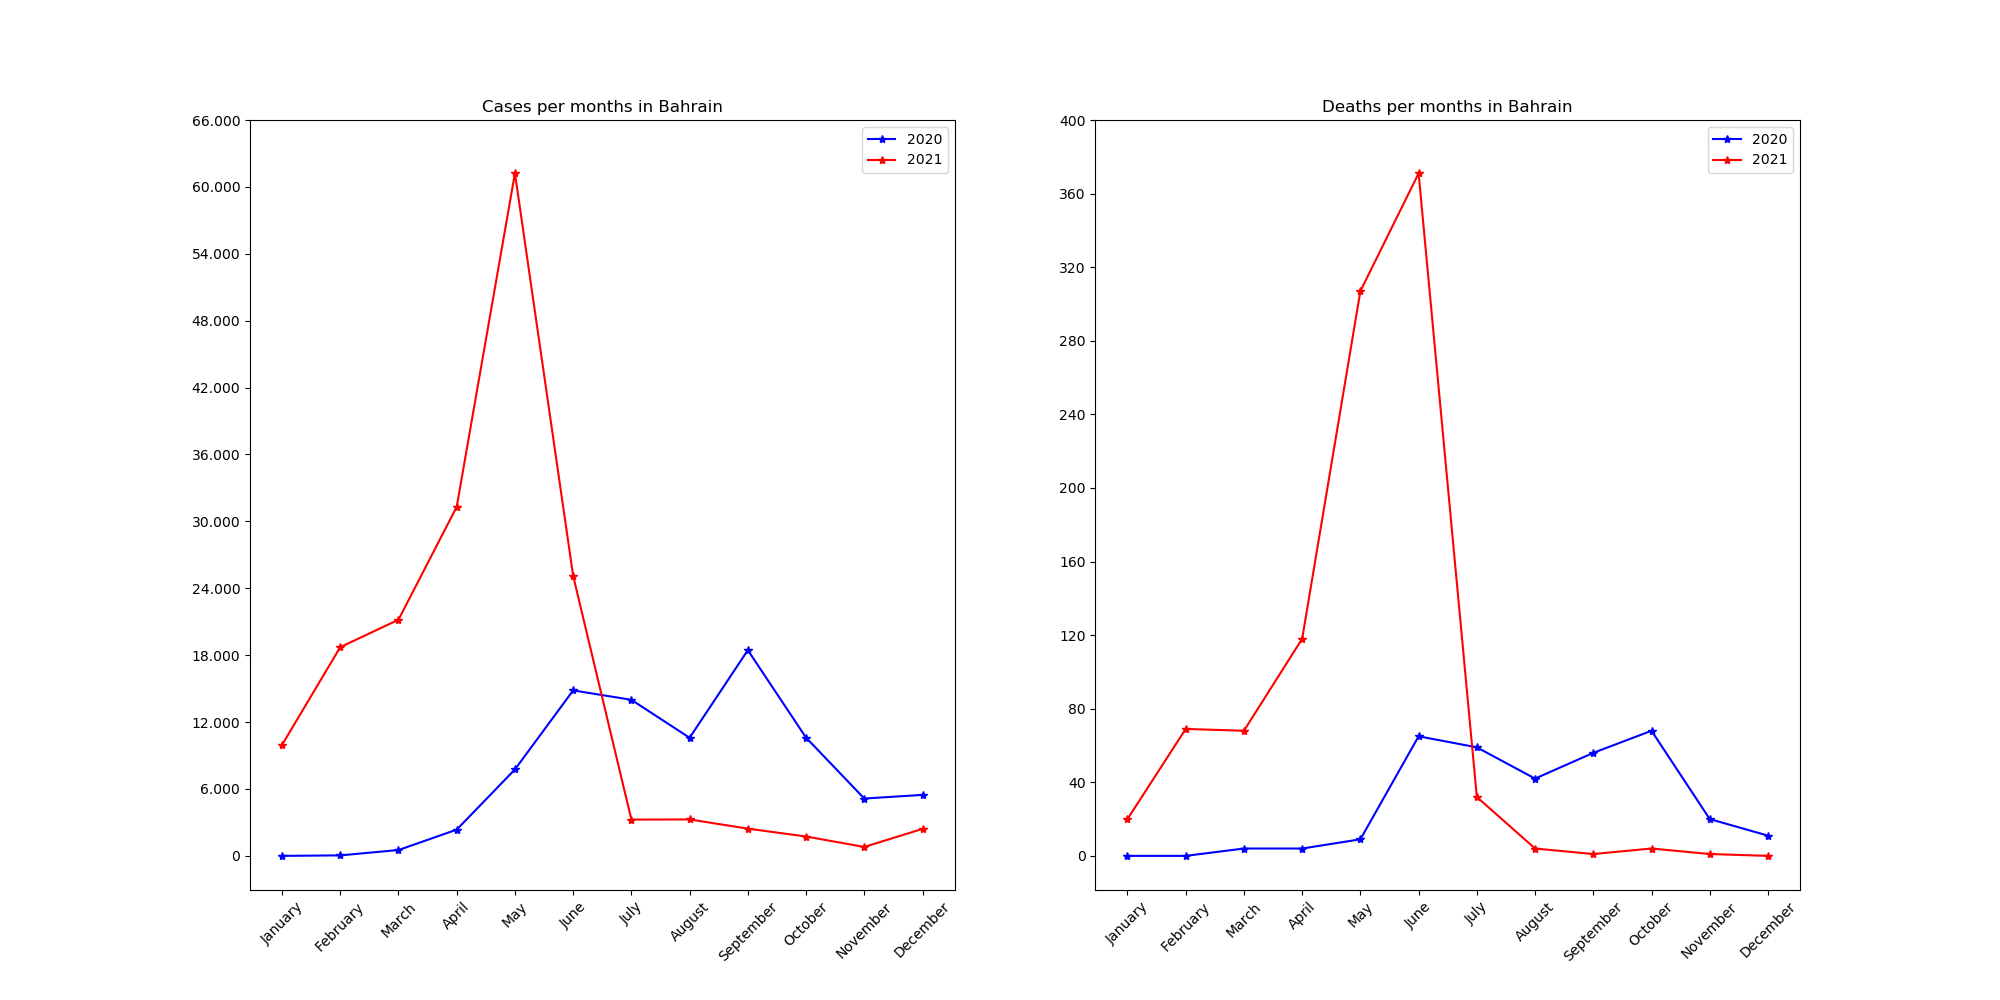 Cases per months in Bahrain
66.000
60.000
54.000
48.000
42.000
36.000
30.000
24.000
18.000
12.000
6.000
0
2020
2021
January
February
March
April
May
June
July
August
September
October
November
December
Deaths per months in Bahrain
400
360
320
280
240
200
160
120
80
40
0
2020
2021
January
February
March
April
May
June
July
August
September
October
November
December